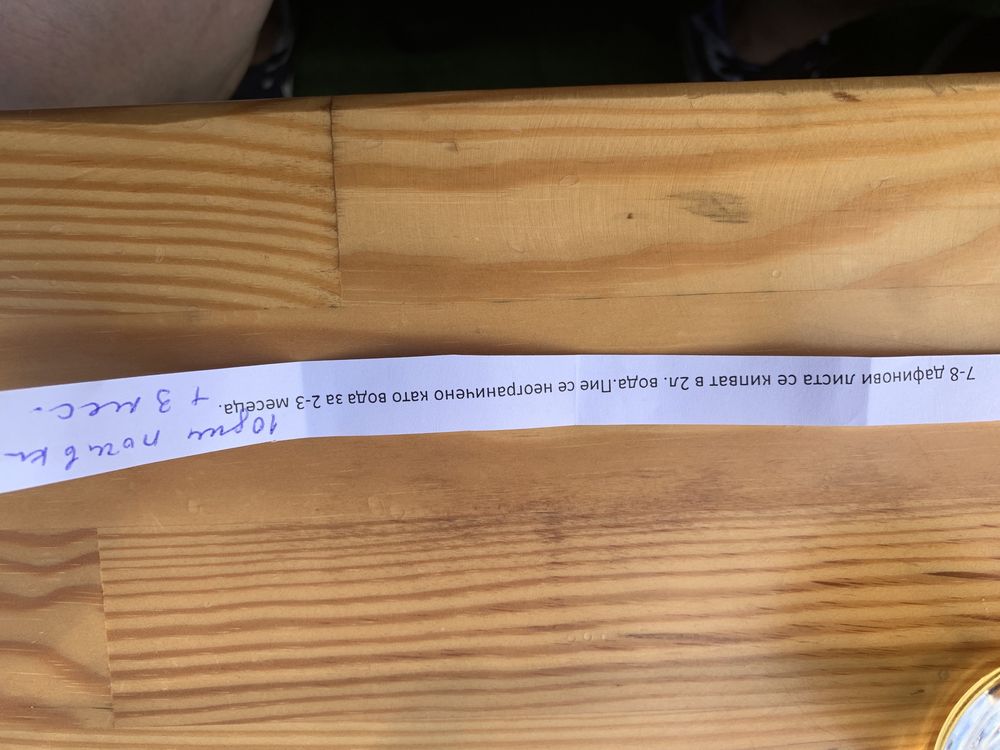 7-8 дафинови листа се кипват в 2л. вода.Пие се неограничено като вода за 2-3 месеца.
10дни почивка
+ 3 мес.